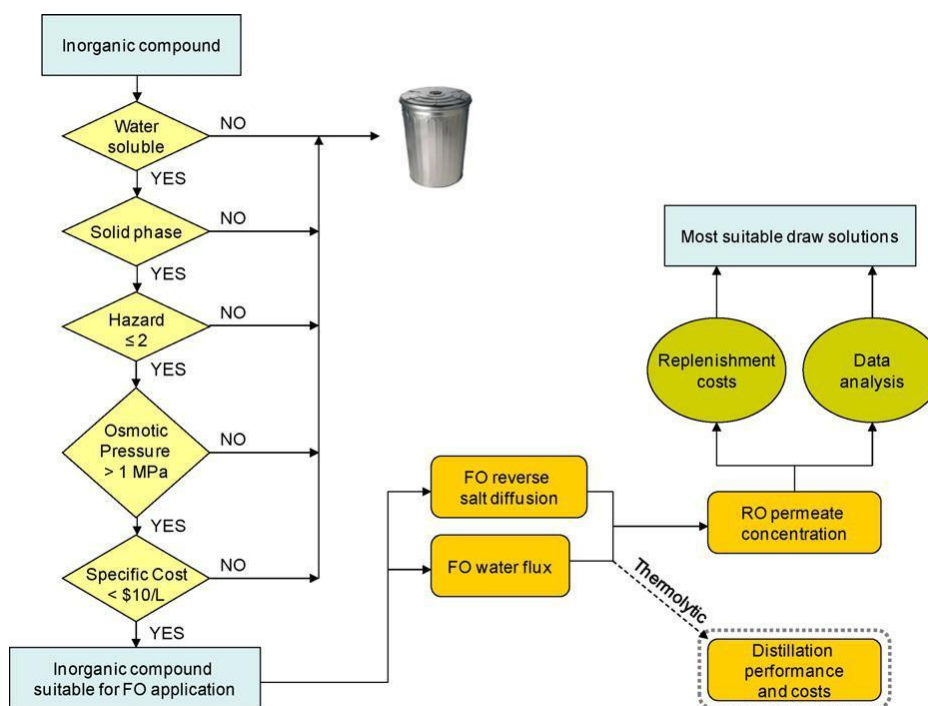 Inorganic compound
Water
soluble
NO
YES
Solid phase
NO
YES
Hazard
≤ 2
NO
YES
Osmotic
Pressure
> 1 MPa
NO
YES
Specific Cost
< $10/L
NO
YES
Inorganic compound
suitable for FO application
FO reverse
salt diffusion
FO water flux
Thermolytic
Distillation
performance
and costs
RO permeate
concentration
Replenishment
costs
Data
analysis
Most suitable draw solutions